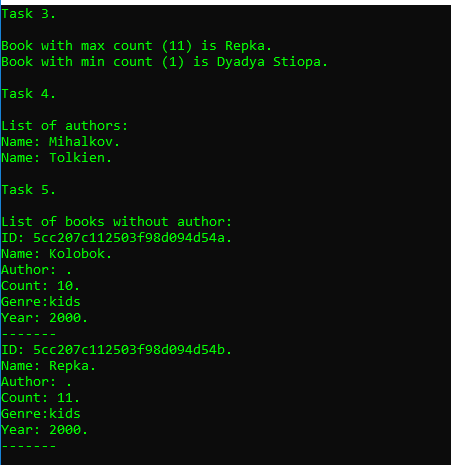 Task 3.
Book with max count (11) is Repka.
Book with min count (1) is Dyadya Stiopa.
Task 4.
List of authors:
Name: Mihalkov.
Name: Tolkien.
Task 5.
List of books without author:
ID: 5cc207c112503f98d094d54a.
Name: Kolobok.
Author: .
Count: 10.
Genre:kids
Year: 2000.
-------
ID: 5cc207c112503f98d094d54b.
Name: Repka.
Author: .
Count: 11.
Genre:kids
Year: 2000.
-------